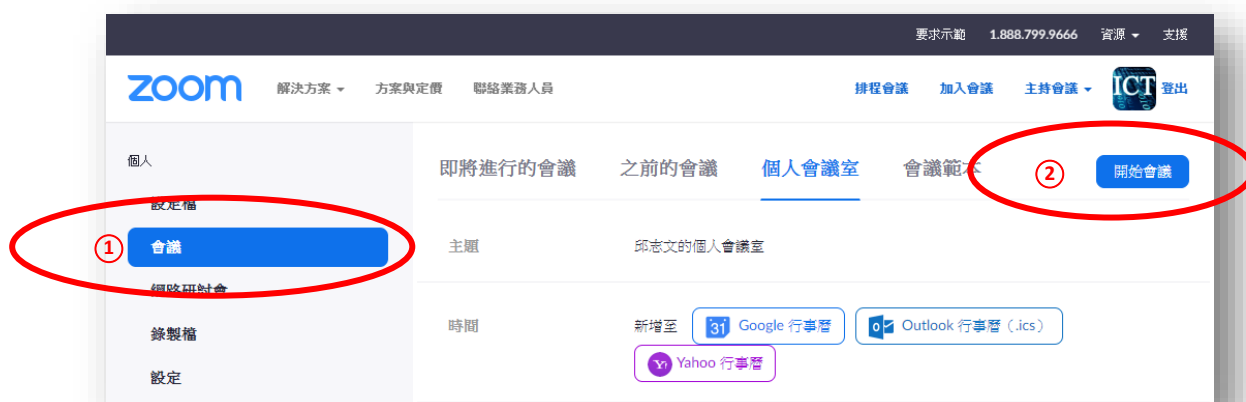 要求示範 1.888.799.9666 資源 支援
zoom 解決方案 方案與定價 聯絡業務人員 排程會議 加入會議 主持會議 ICT 登出
個人
即將進行的會議 之前的會議 個人會議室 會議範本 ② 開始會議
設定檔
① 會議
主題 邱志文的個人會議室
網路研討會
錄製檔
時間 新增至 31 Google 行事曆 Outlook 行事曆 (.ics)
Yahoo 行事曆
設定